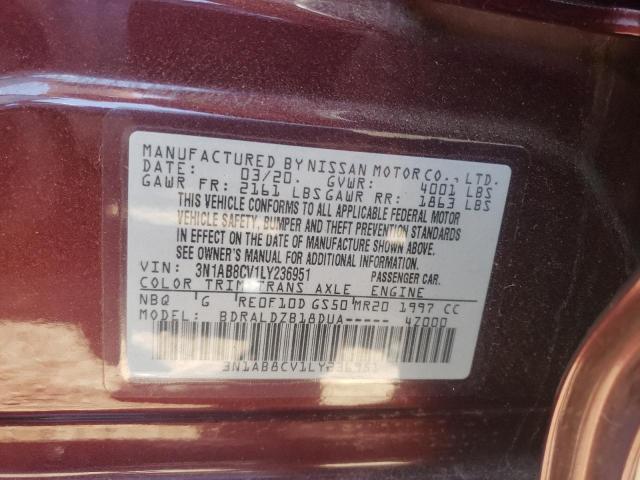 MANUFACTURED BY NISSAN MOTOR CO., LTD.
DATE: 03/20. GVWR: 4001 LBS
GAWR FR: 2161 LBS GAWR RR: 1863 LBS
THIS VEHICLE CONFORMS TO ALL APPLICABLE FEDERAL MOTOR
VEHICLE SAFETY, BUMPER AND THEFT PREVENTION STANDARDS
IN EFFECT ON THE DATE OF MANUFACTURE SHOWN ABOVE.
SEE OWNER'S MANUAL FOR ADDITIONAL INFORMATION.
VIN: 3N1AB8CV1LY236951 PASSENGER CAR.
COLOR TRIM TRANS AXLE ENGINE
NBQ G RE0F10D GS50 MR20 1997 CC
MODEL: BDRALDZB18DUA----- 47000
3N1AB8CV1LY236951